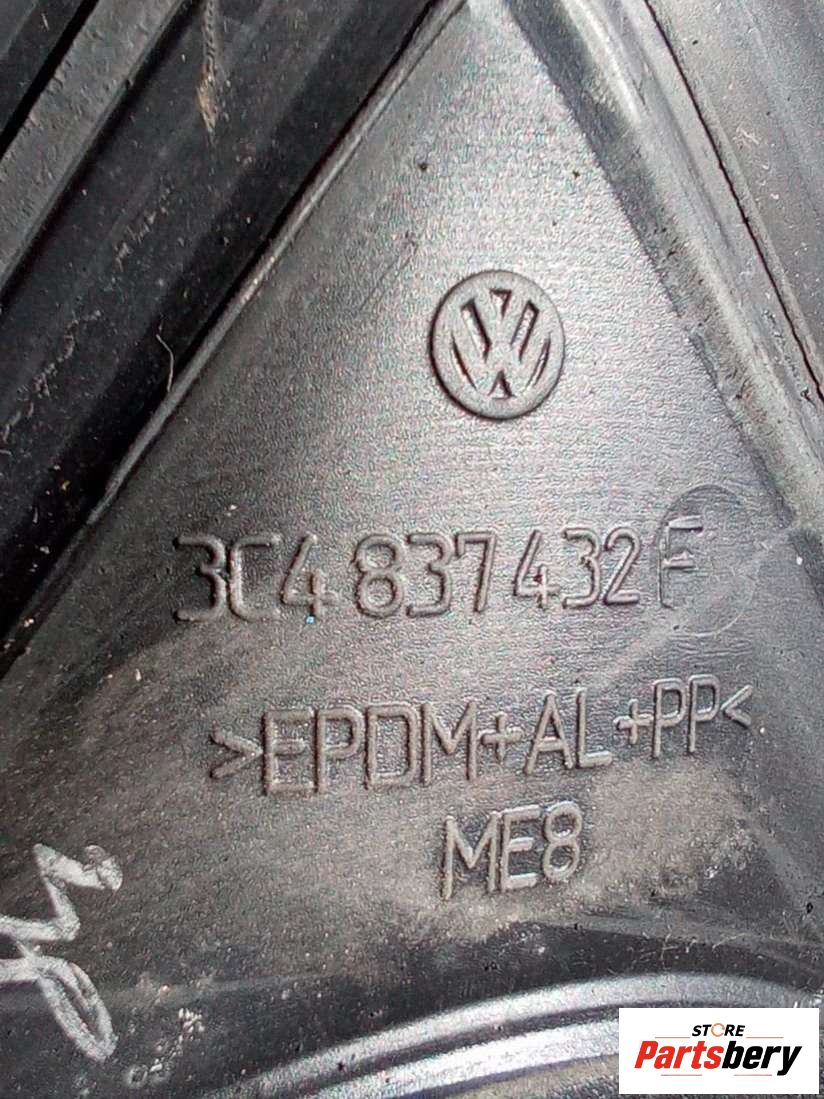 3C4 837 432 F
>EPDM+AL+PP<
ME8
STORE
Partsbery